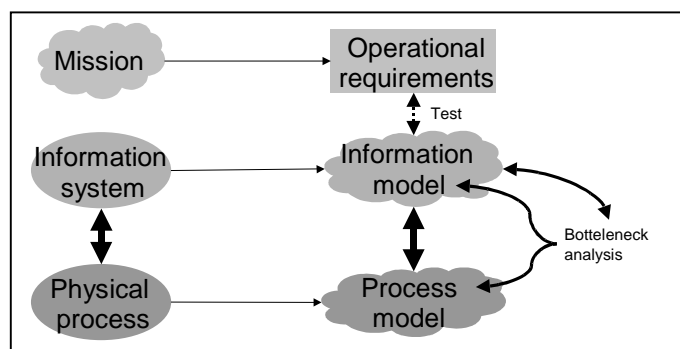 Mission
Operational
requirements
Test
Information
system
Information
model
Botteleneck
analysis
Physical
process
Process
model